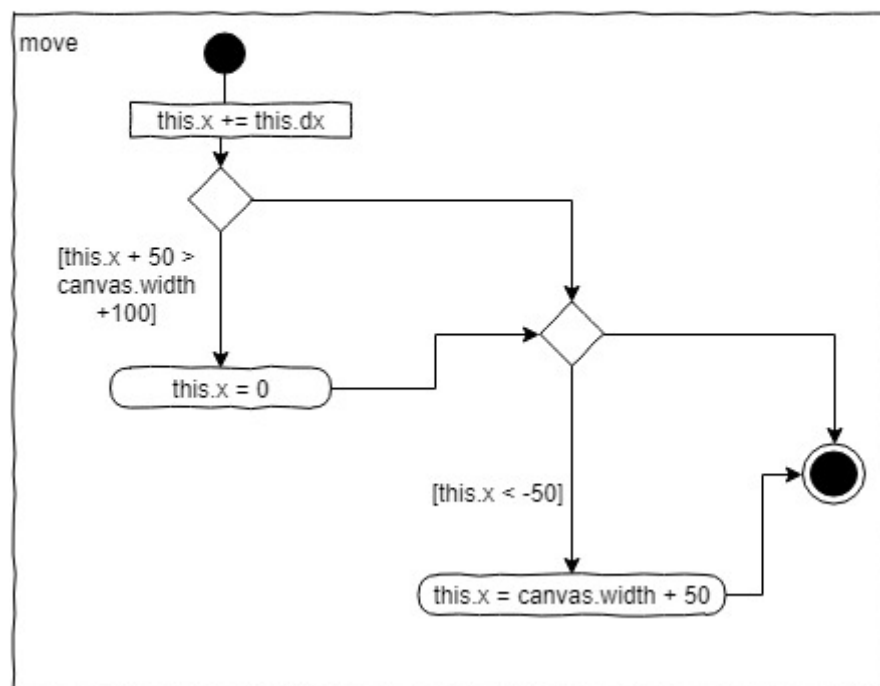 move
this.x += this.dx
[this.x + 50 >
canvas.width
+100]
this.x = 0
[this.x < -50]
this.x = canvas.width + 50